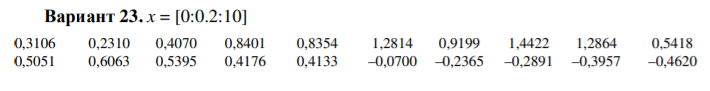 Вариант 23. x = [0:0.2:10]
0,3106 0,2310 0,4070 0,8401 0,8354 1,2814 0,9199 1,4422 1,2864 0,5418
0,5051 0,6063 0,5395 0,4176 0,4133 –0,0700 –0,2365 –0,2891 –0,3957 –0,4620